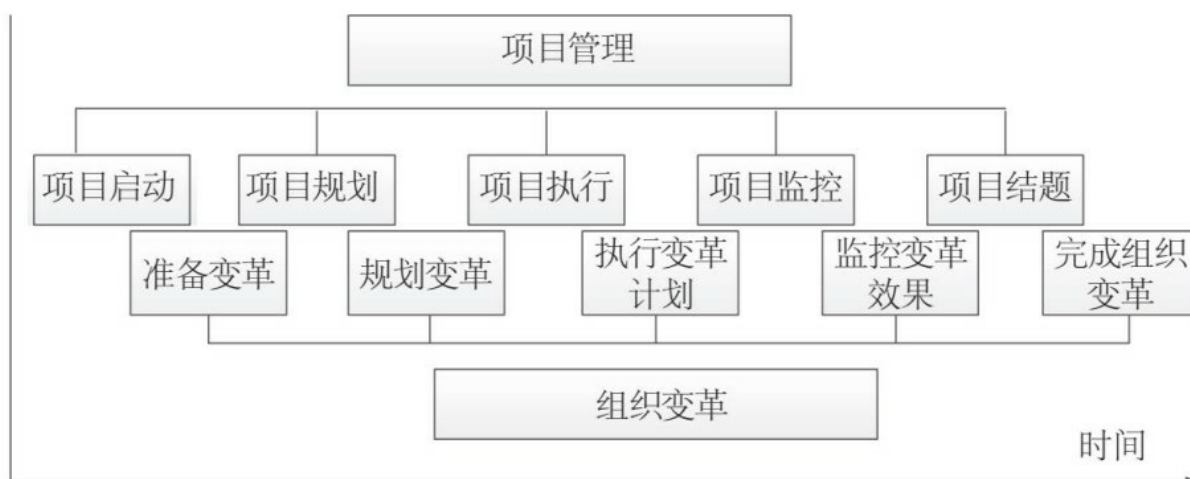 项目管理
项目启动
项目规划
项目执行
项目监控
项目结题
准备变革
规划变革
执行变革
计划
监控变革
效果
完成组织
变革
组织变革
时间